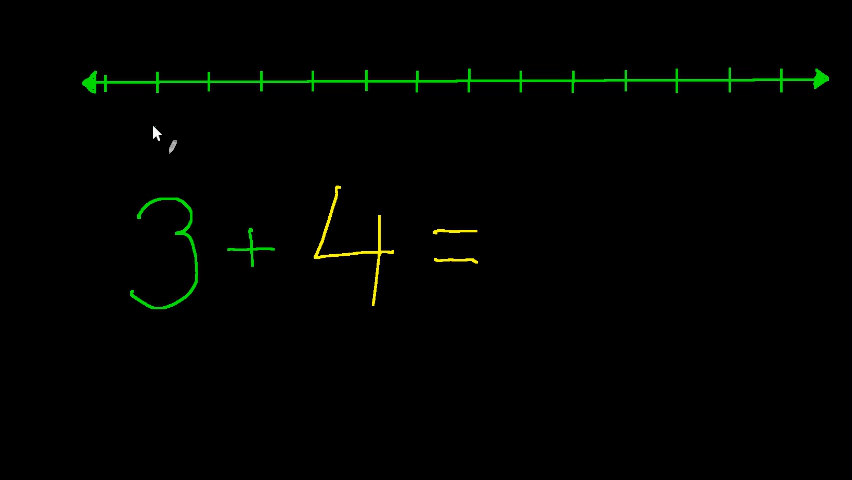 3 + 4 =